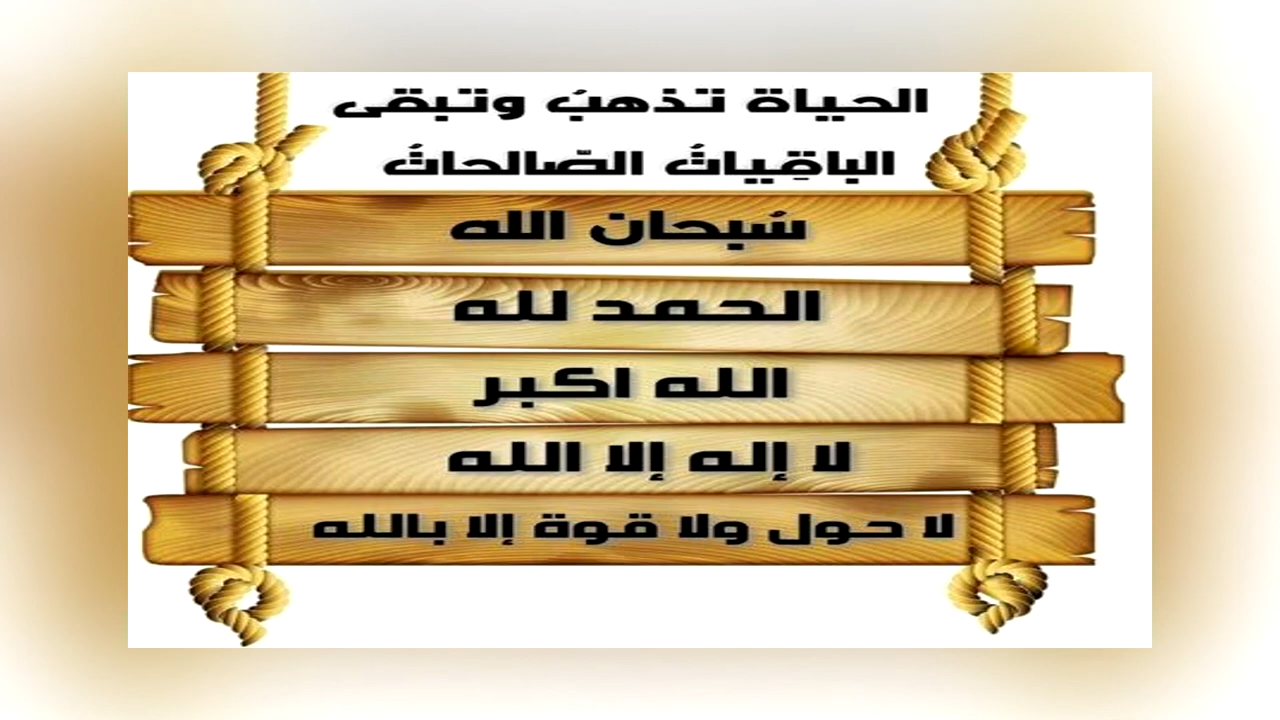 الحياة تذهبُ وتبقى
الباقِياتُ الصّالحاتُ
سُبحان الله
الحمد لله
الله اكبر
لا إله إلا الله
لا حول ولا قوة إلا بالله